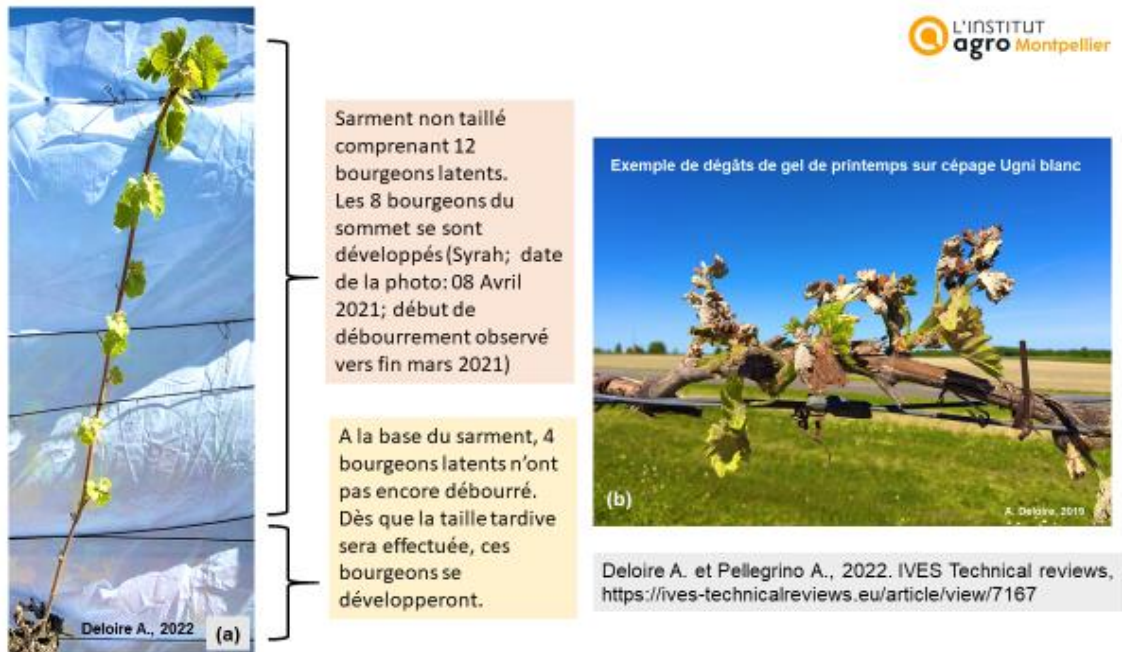 L'INSTITUT
agro Montpellier
Sarment non taillé
comprenant 12
bourgeons latents.
Les 8 bourgeons du
sommet se sont
développés (Syrah; date
de la photo: 08 Avril
2021; début de
débourrement observé
vers fin mars 2021)
A la base du sarment, 4
bourgeons latents n'ont
pas encore débourré.
Dès que la taille tardive
sera effectuée, ces
bourgeons se
développeront.
Deloire A., 2022
(a)
Exemple de dégâts de gel de printemps sur cépage Ugni blanc
(b)
A. Deloire, 2019
Deloire A. et Pellegrino A., 2022. IVES Technical reviews,
https://ives-technicalreviews.eu/article/view/7167